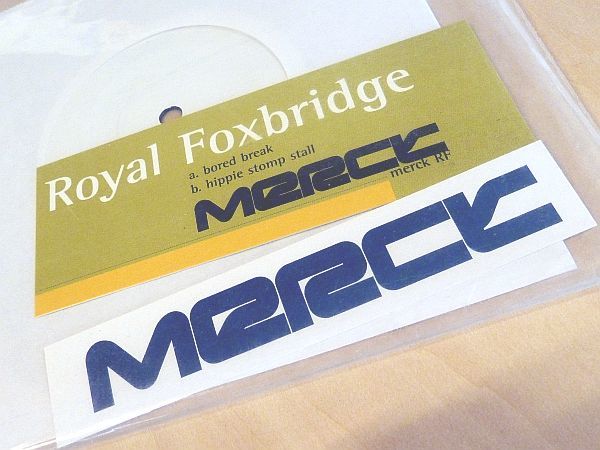 Royal Foxbridge
a. bored break
b. hippie stomp stall
MERCK
merck RF
MERCK